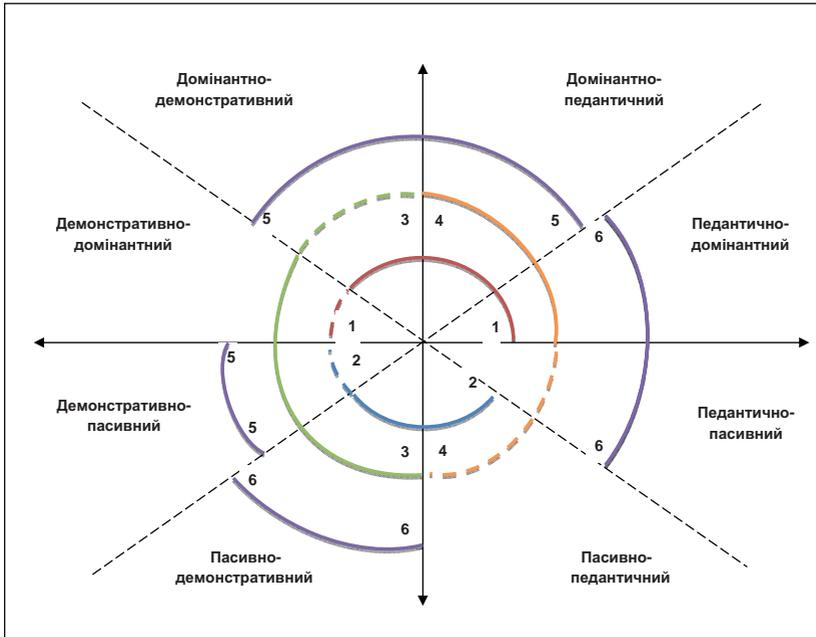 Домінантно-
демонстративний
Домінантно-
педантичний
5
3
4
5
6
Демонстративно-
домінантний
Педантично-
домінантний
1
1
5
2
2
Демонстративно-
пасивний
Педантично-
пасивний
5
3
4
6
6
6
Пасивно-
демонстративний
Пасивно-
педантичний